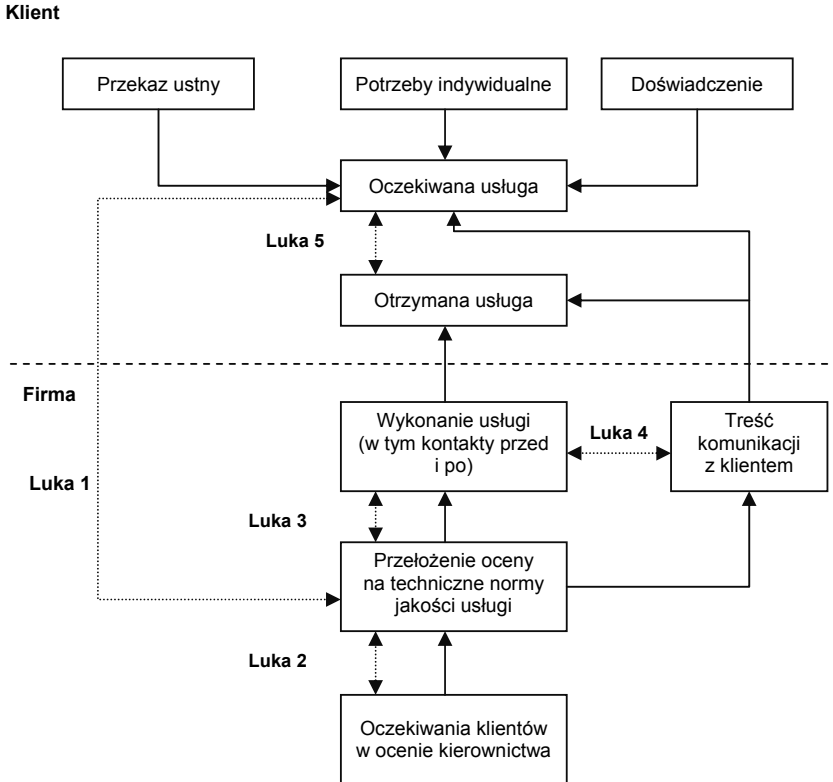 Klient
Przekaz ustny
Potrzeby indywidualne
Doświadczenie
Oczekiwana usługa
Luka 5
Otrzymana usługa
Firma
Wykonanie usługi
(w tym kontakty przed
i po)
Luka 4
Treść
komunikacji
z klientem
Luka 1
Luka 3
Przełożenie oceny
na techniczne normy
jakości usługi
Luka 2
Oczekiwania klientów
w ocenie kierownictwa